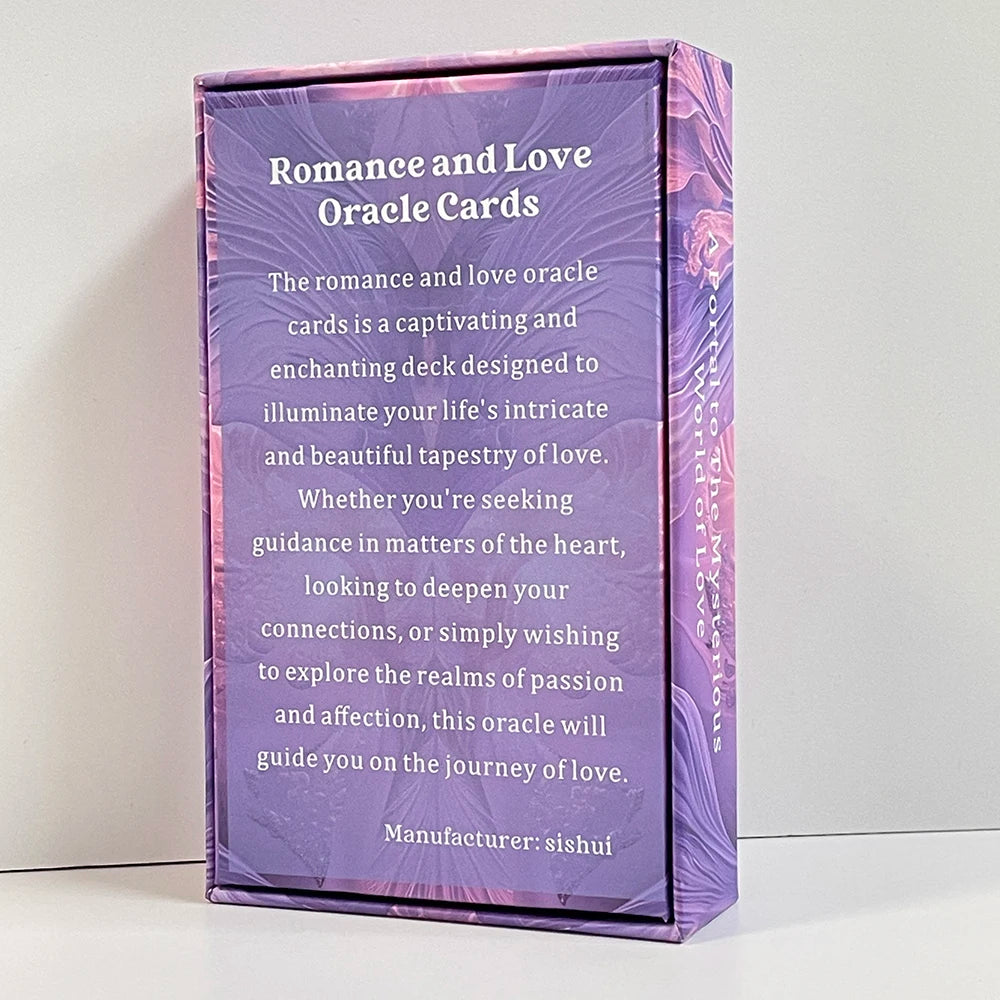 Romance and Love
Oracle Cards
The romance and love oracle
cards is a captivating and
enchanting deck designed to
illuminate your life's intricate
and beautiful tapestry of love.
Whether you're seeking
guidance in matters of the heart,
looking to deepen your
connections, or simply wishing
to explore the realms of passion
and affection, this oracle will
guide you on the journey of love.
Manufacturer: sishui
A Portal to The Mysterious
World of Love